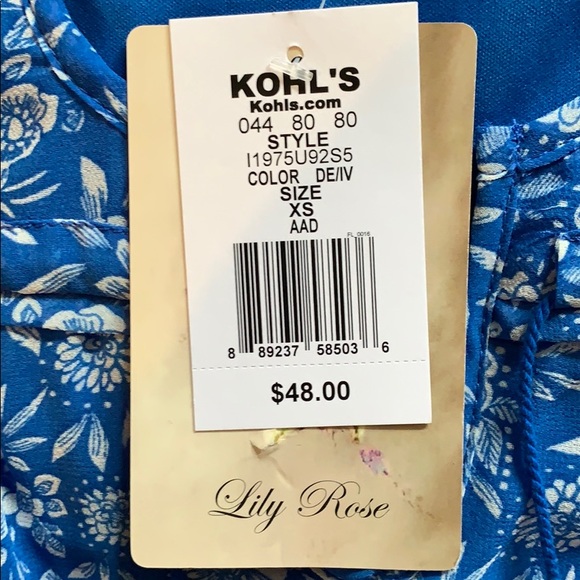 KOHL'S
Kohls.com
044 80 80
STYLE
I1975U92S5
COLOR DE/IV
SIZE
XS
AAD
FL_0016
8 89237 58503 6
$48.00
Lily Rose